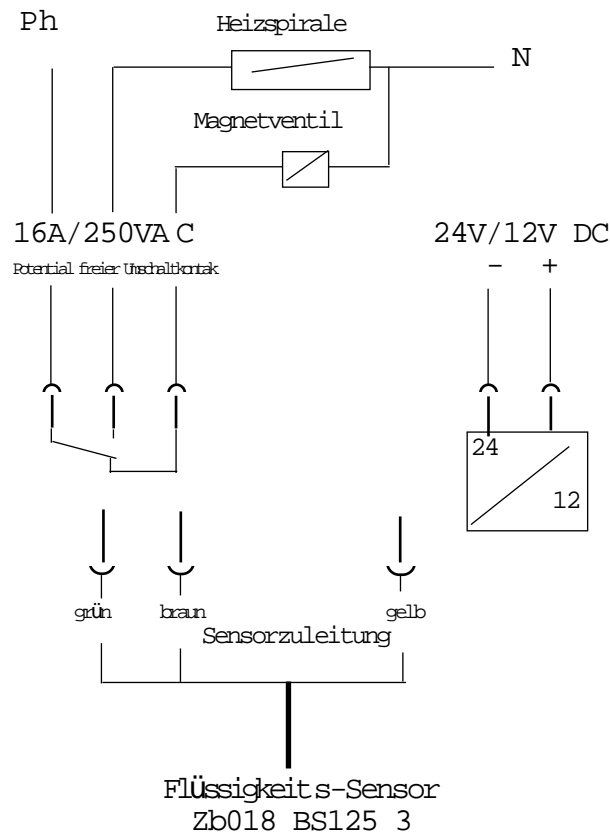 Ph
Heizspirale
N
Magnetventil
16A/250VA C
24V/12V DC
Potential freier Umschaltkontak
- +
24
12
grün braun gelb
Sensorzuleitung
Flüssigkeit s-Sensor
Zb018 BS125 3